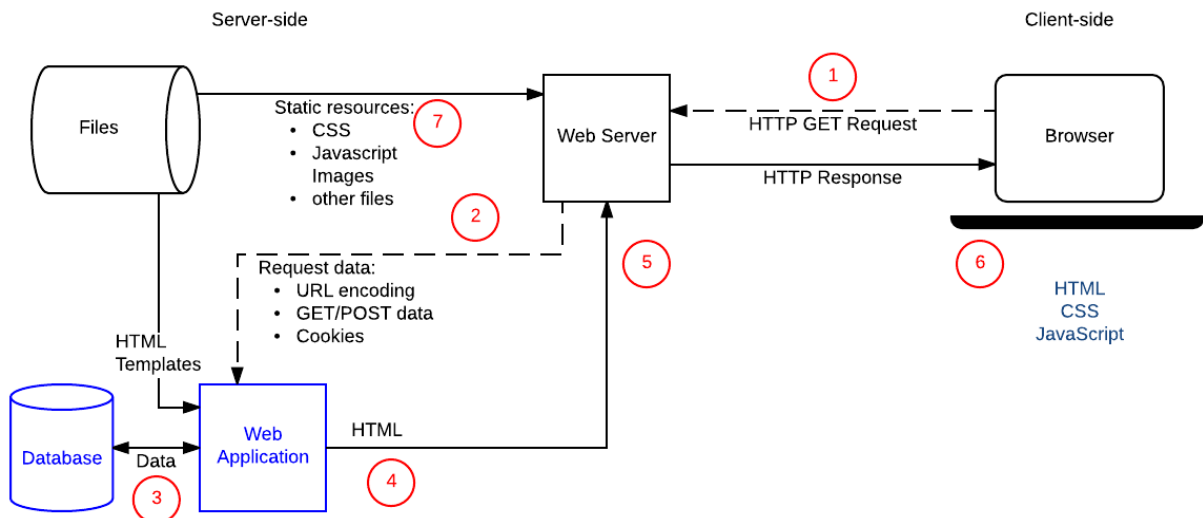 Server-side
Client-side
Files
Static resources:
• CSS
• Javascript
Images
• other files
7
Web Server
1
HTTP GET Request
HTTP Response
Browser
2
Request data:
• URL encoding
• GET/POST data
• Cookies
5
6
HTML
CSS
JavaScript
HTML
Templates
Database
Data
3
Web
Application
HTML
4